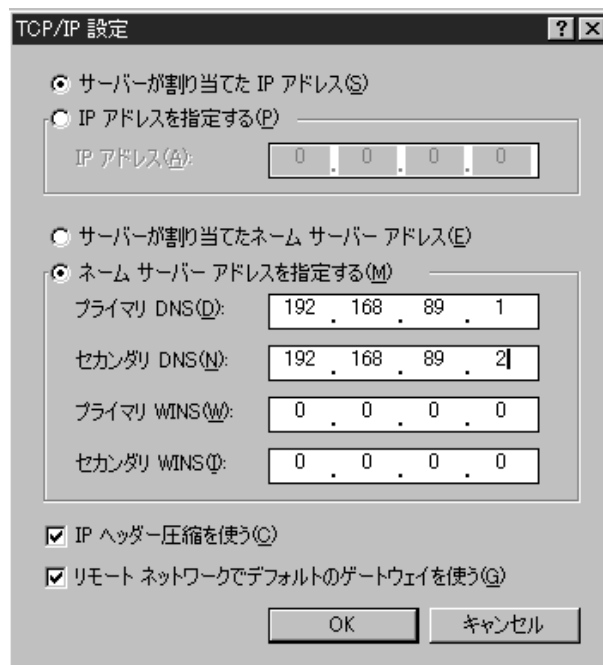 TCP/IP 設定
サーバーが割り当てた IP アドレス(S)
IP アドレスを指定する(P)
IP アドレス(A): 0 . 0 . 0 . 0
サーバーが割り当てたネーム サーバー アドレス(E)
ネーム サーバー アドレスを指定する(M)
プライマリ DNS(D): 192 . 168 . 89 . 1
セカンダリ DNS(N): 192 . 168 . 89 . 2
プライマリ WINS(W): 0 . 0 . 0 . 0
セカンダリ WINS(I): 0 . 0 . 0 . 0
IP ヘッダー圧縮を使う(C)
リモート ネットワークでデフォルトのゲートウェイを使う(G)
OK キャンセル